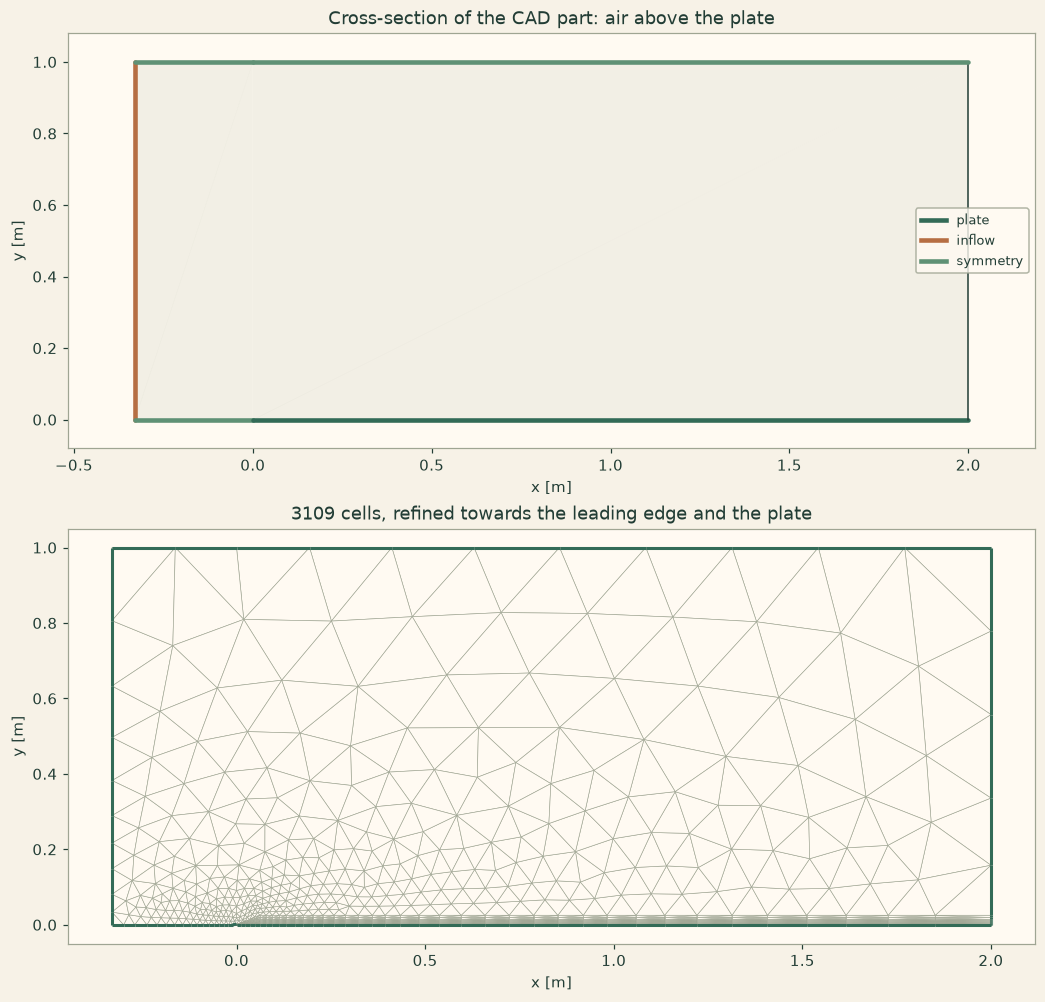 Cross-section of the CAD part: air above the plate
1.0
0.8
0.6
0.4
0.2
0.0
y [m]
plate
inflow
symmetry
−0.5 0.0 0.5 1.0 1.5 2.0
x [m]
3109 cells, refined towards the leading edge and the plate
1.0
0.8
0.6
0.4
0.2
0.0
y [m]
0.0 0.5 1.0 1.5 2.0
x [m]